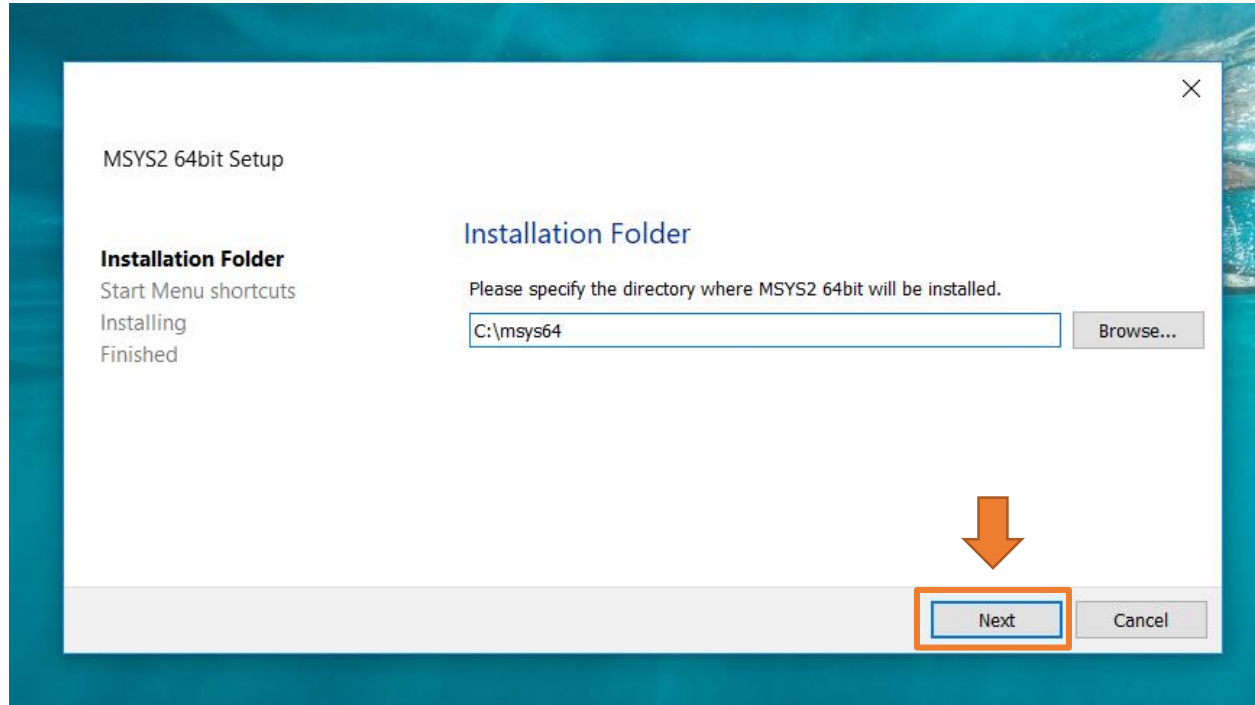 MSYS2 64bit Setup
Installation Folder
Start Menu shortcuts
Installing
Finished
Installation Folder
Please specify the directory where MSYS2 64bit will be installed.
C:\msys64
Browse...
Next
Cancel